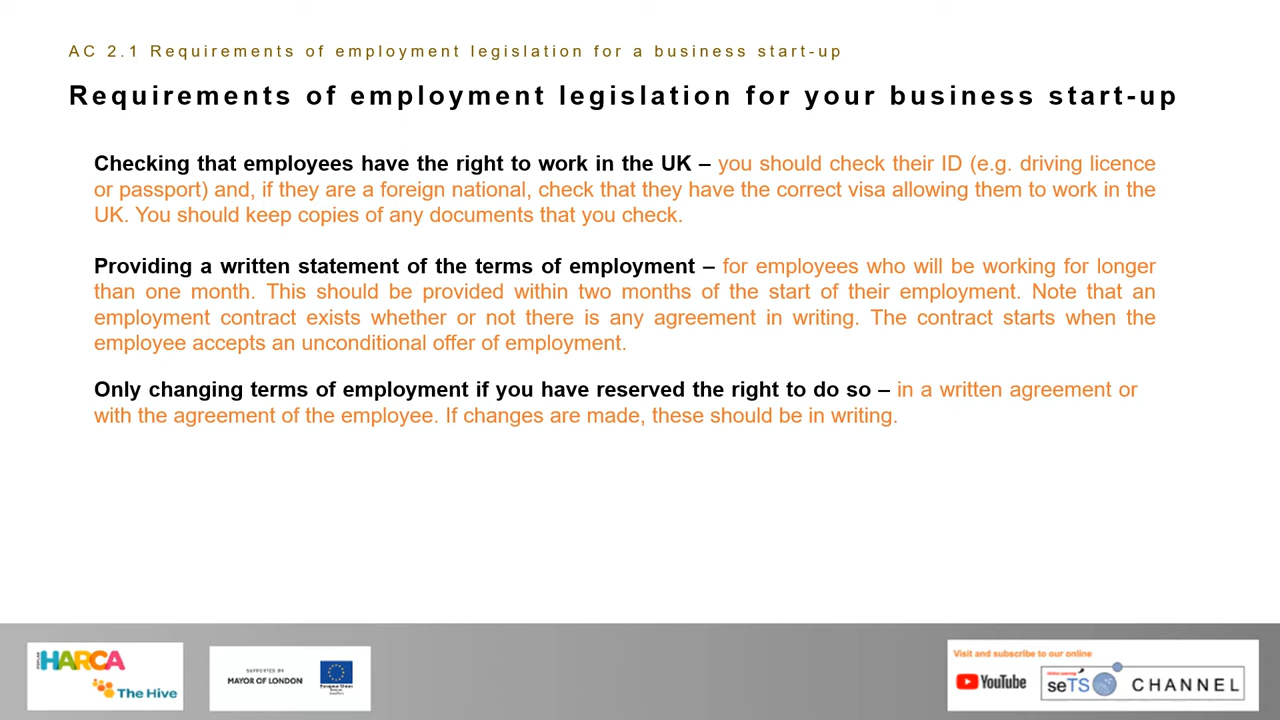 AC 2.1 Requirements of employment legislation for a business start-up
Requirements of employment legislation for your business start-up
Checking that employees have the right to work in the UK – you should check their ID (e.g. driving licence
or passport) and, if they are a foreign national, check that they have the correct visa allowing them to work in the
UK. You should keep copies of any documents that you check.
Providing a written statement of the terms of employment – for employees who will be working for longer
than one month. This should be provided within two months of the start of their employment. Note that an
employment contract exists whether or not there is any agreement in writing. The contract starts when the
employee accepts an unconditional offer of employment.
Only changing terms of employment if you have reserved the right to do so – in a written agreement or
with the agreement of the employee. If changes are made, these should be in writing.
HARCA
The Hive
SUPPORTED BY
MAYOR OF LONDON
European Union
Visit and subscribe to our online
YouTube
seTS CHANNEL